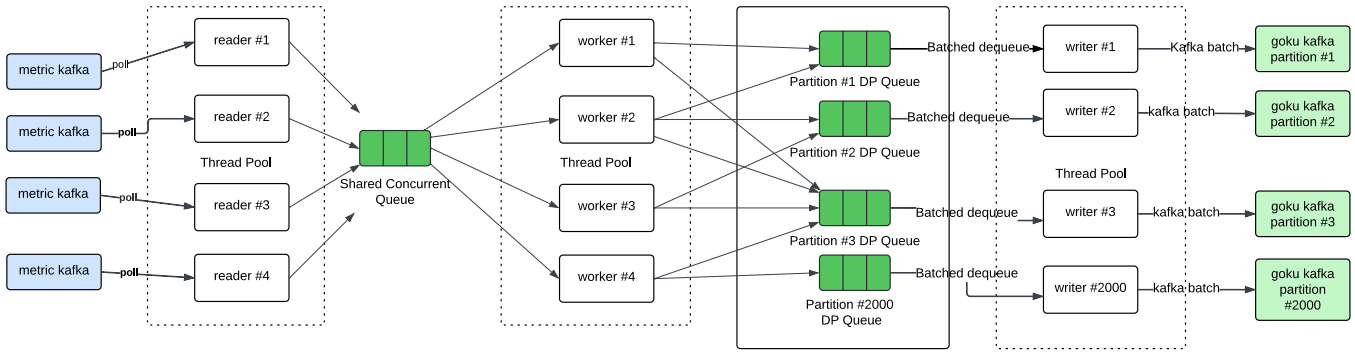 metric kafka
poll
reader #1
worker #1
Partition #1 DP Queue
Batched dequeue
writer #1
Kafka batch
goku kafka
partition #1
metric kafka
poll
reader #2
Thread Pool
worker #2
Thread Pool
Partition #2 DP Queue
Batched dequeue
writer #2
kafka batch
goku kafka
partition #2
Shared Concurrent
Queue
Thread Pool
metric kafka
poll
reader #3
worker #3
Partition #3 DP Queue
Batched dequeue
writer #3
kafka batch
goku kafka
partition #3
metric kafka
poll
reader #4
worker #4
Partition #2000
DP Queue
Batched dequeue
writer #2000
kafka batch
goku kafka
partition
#2000